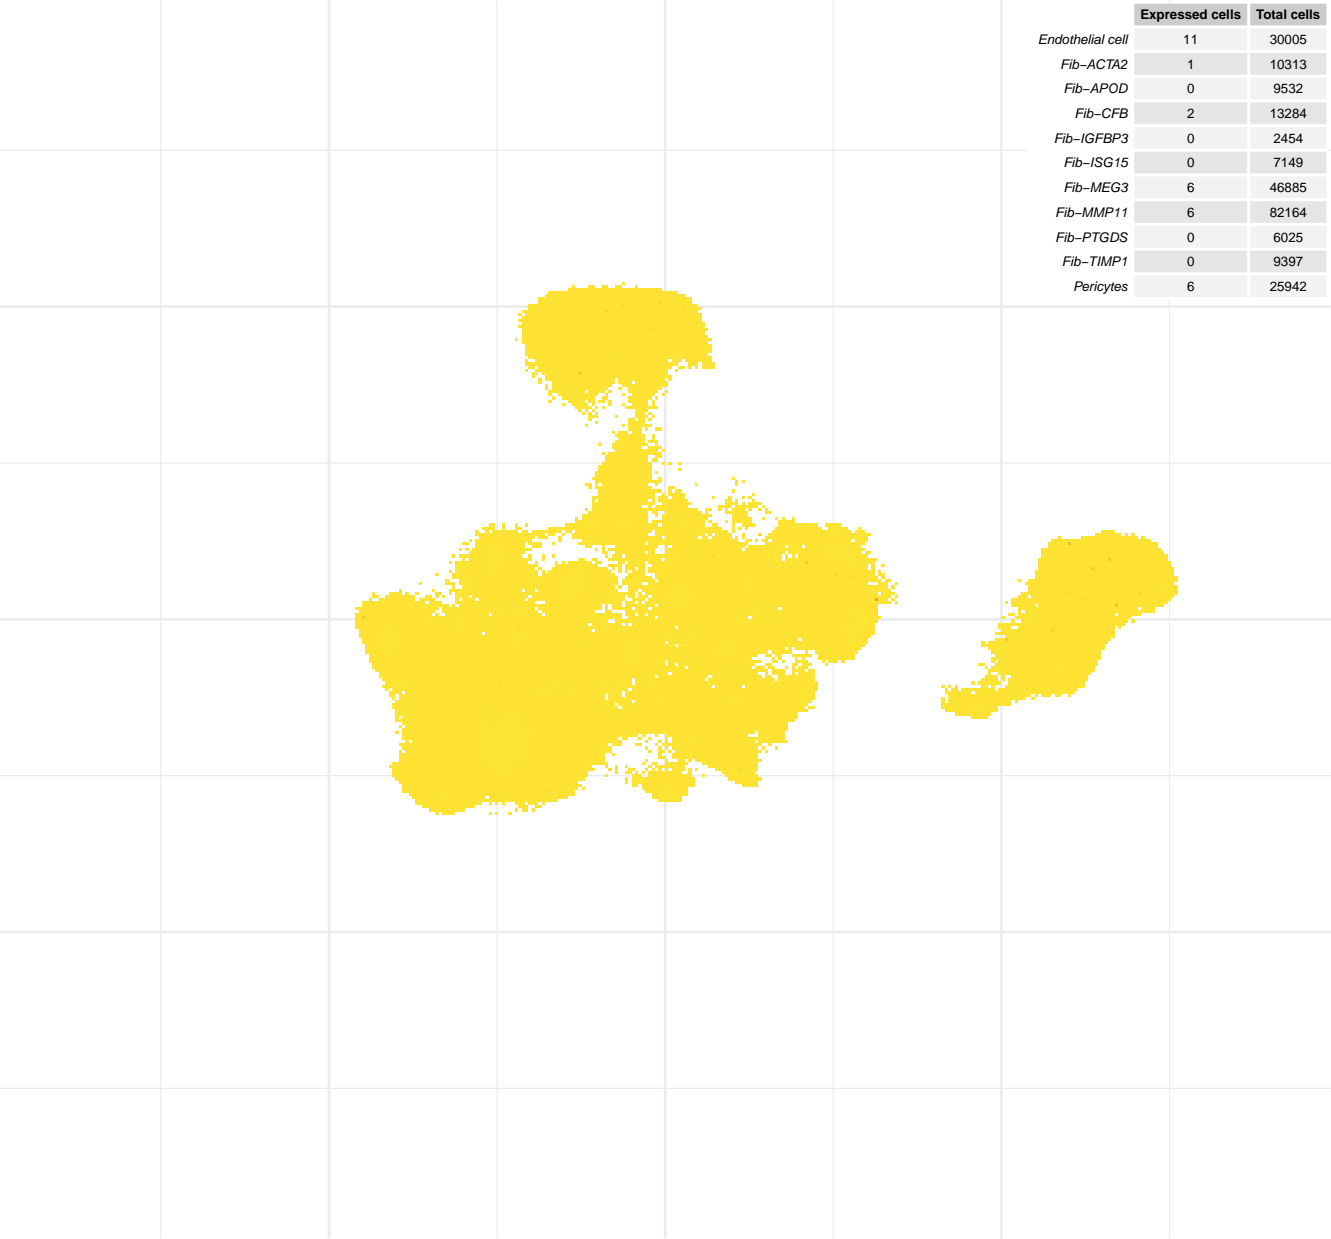 Expressed cells Total cells
Endothelial cell 11 30005
Fib−ACTA2 1 10313
Fib−APOD 0 9532
Fib−CFB 2 13284
Fib−IGFBP3 0 2454
Fib−ISG15 0 7149
Fib−MEG3 6 46885
Fib−MMP11 6 82164
Fib−PTGDS 0 6025
Fib−TIMP1 0 9397
Pericytes 6 25942